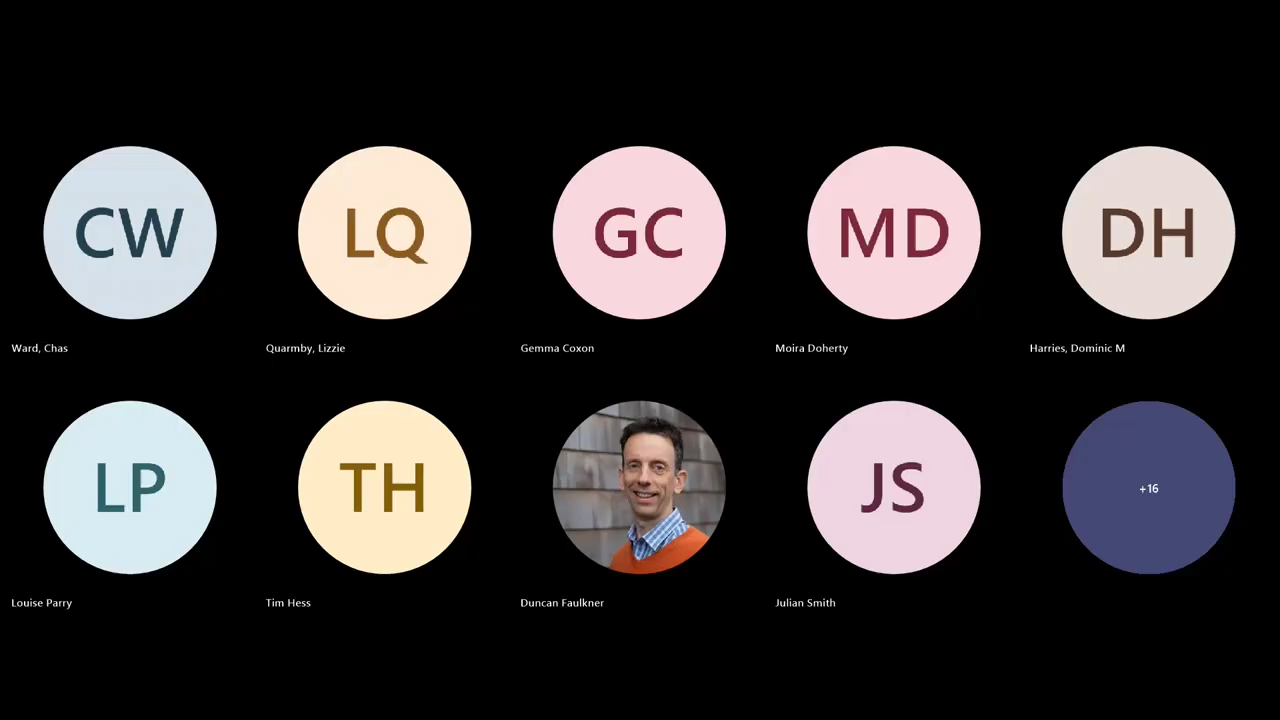 CW
LQ
GC
MD
DH
Ward, Chas
Quarmby, Lizzie
Gemma Coxon
Moira Doherty
Harries, Dominic M
LP
TH
JS
+16
Louise Parry
Tim Hess
Duncan Faulkner
Julian Smith